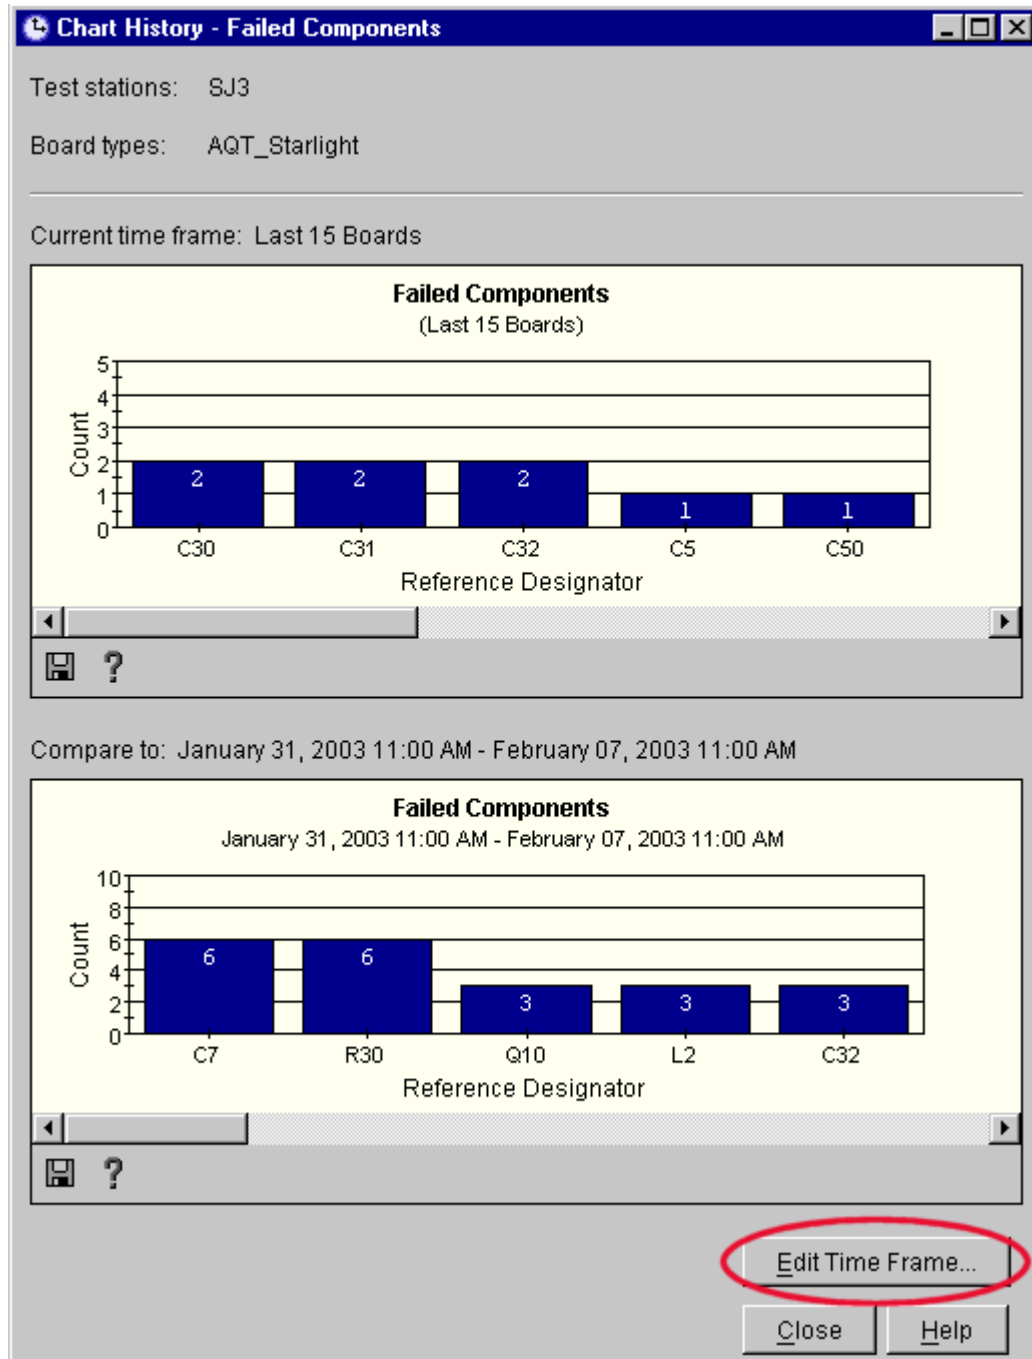 Chart History - Failed Components
Test stations: SJ3
Board types: AQT_Starlight
Current time frame: Last 15 Boards
Failed Components
(Last 15 Boards)
Count
5
4
3
2
1
0
2
2
2
1
1
C30
C31
C32
C5
C50
Reference Designator
?
Compare to: January 31, 2003 11:00 AM - February 07, 2003 11:00 AM
Failed Components
January 31, 2003 11:00 AM - February 07, 2003 11:00 AM
Count
10
8
6
4
2
0
6
6
3
3
3
C7
R30
Q10
L2
C32
Reference Designator
?
Edit Time Frame...
Close
Help